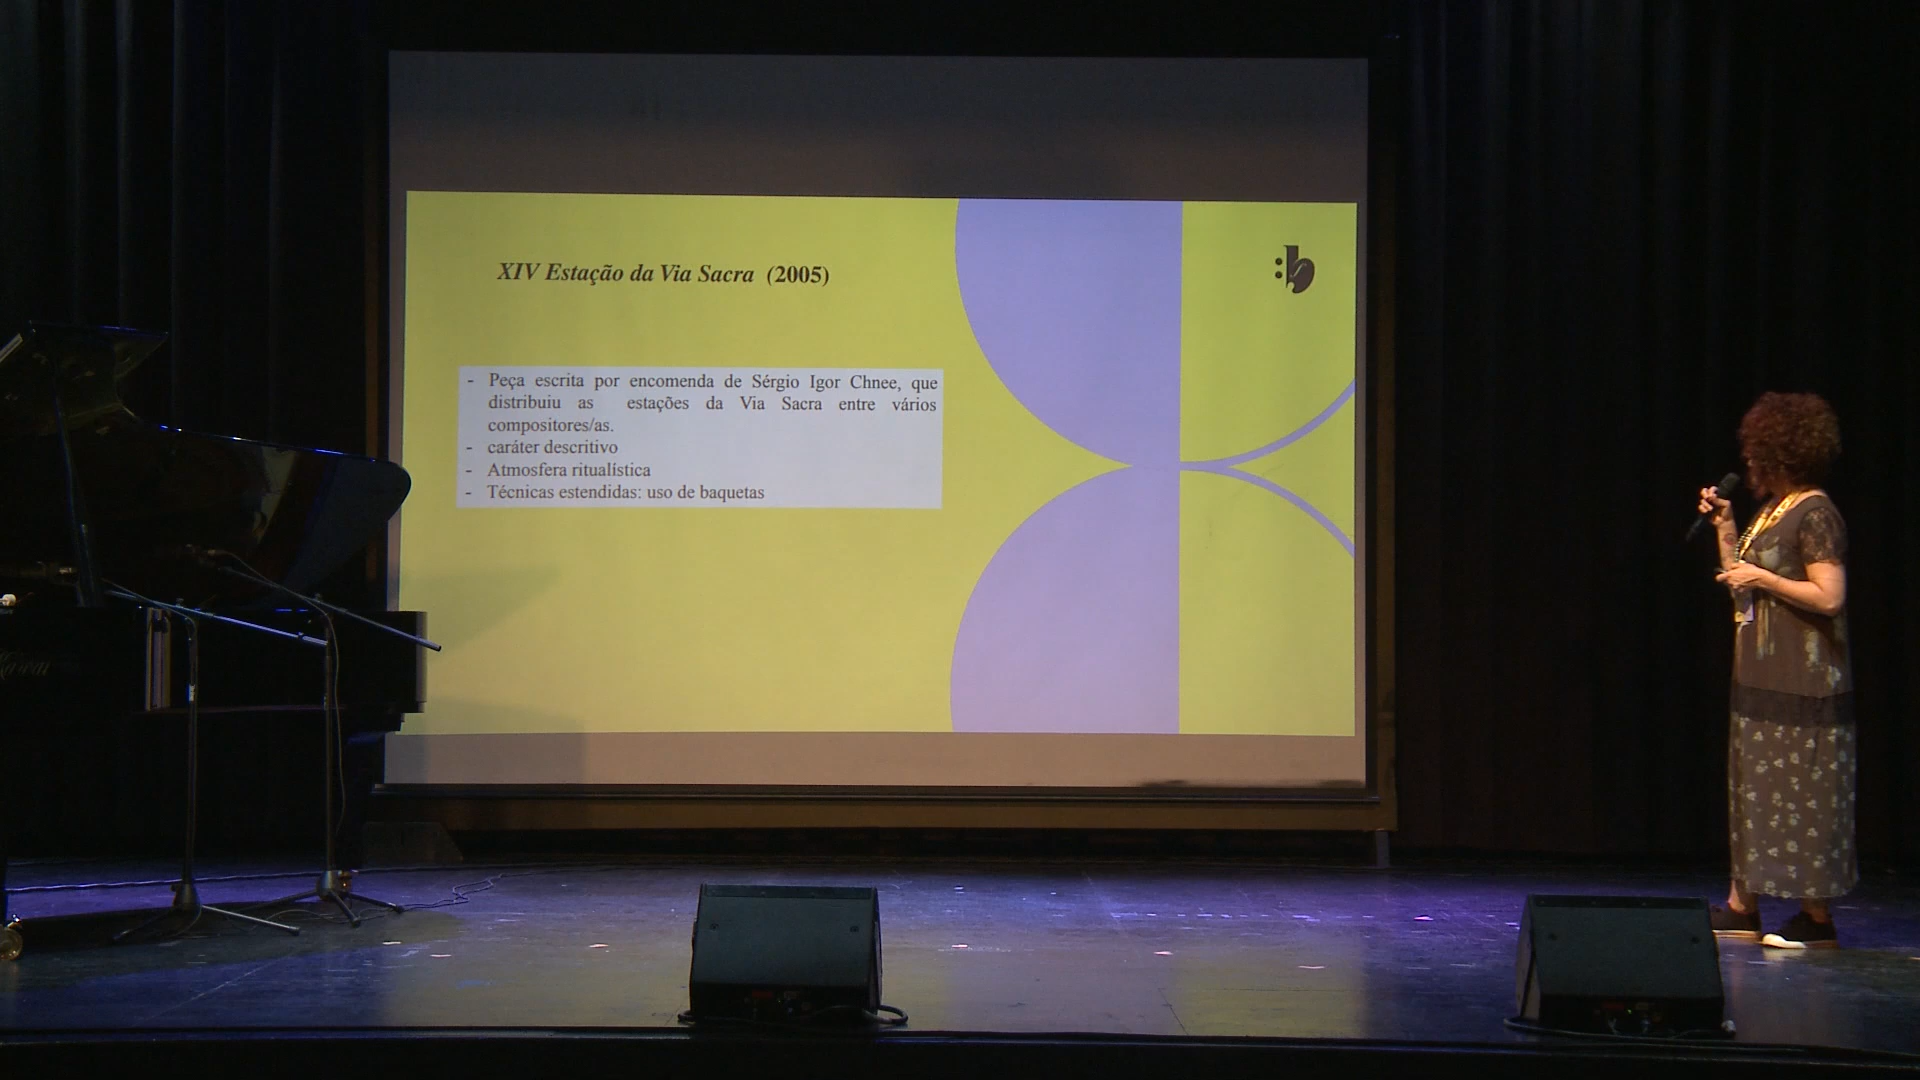 XIV Estação da Via Sacra (2005)
- Peça escrita por encomenda de Sérgio Igor Chnee, que
distribuiu as estações da Via Sacra entre vários
compositores/as.
- caráter descritivo
- Atmosfera ritualística
- Técnicas estendidas: uso de baquetas